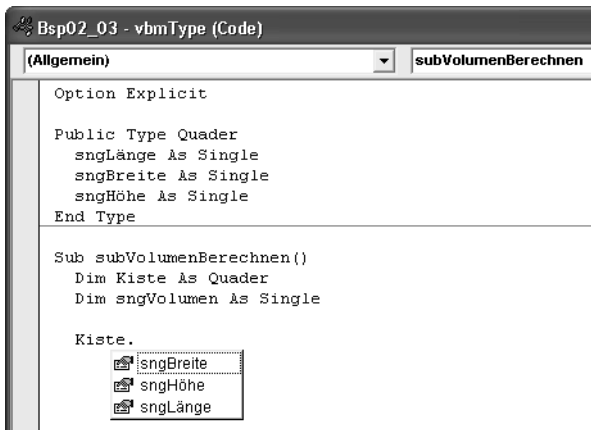 Bsp02_03 - vbmType (Code)
(Allgemein) subVolumenBerechnen
Option Explicit
Public Type Quader
sngLänge As Single
sngBreite As Single
sngHöhe As Single
End Type
Sub subVolumenBerechnen()
Dim Kiste As Quader
Dim sngVolumen As Single
Kiste.
sngBreite
sngHöhe
sngLänge